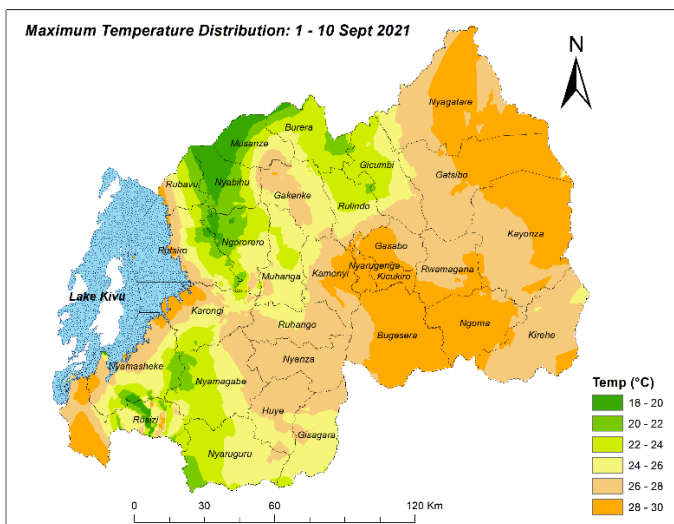 Maximum Temperature Distribution: 1 - 10 Sept 2021
N
Nyagatare
Burera
Musanze
Gicumbi
Rubavu
Nyabihu
Gatsibo
Gakenke
Rulindo
Kayonza
Ngororero
Gasabo
Rutsiro
Nyarugenge
Rwamagana
Kicukiro
Muhanga
Kamonyi
Lake Kivu
Karongi
Ruhango
Bugesera
Ngoma
Kirehe
Nyanza
Nyamasheke
Nyamagabe
Temp (°C)
18 - 20
20 - 22
22 - 24
24 - 26
26 - 28
28 - 30
Huye
Rusizi
Gisagara
Nyaruguru
0 15 30 60 90 120 Km